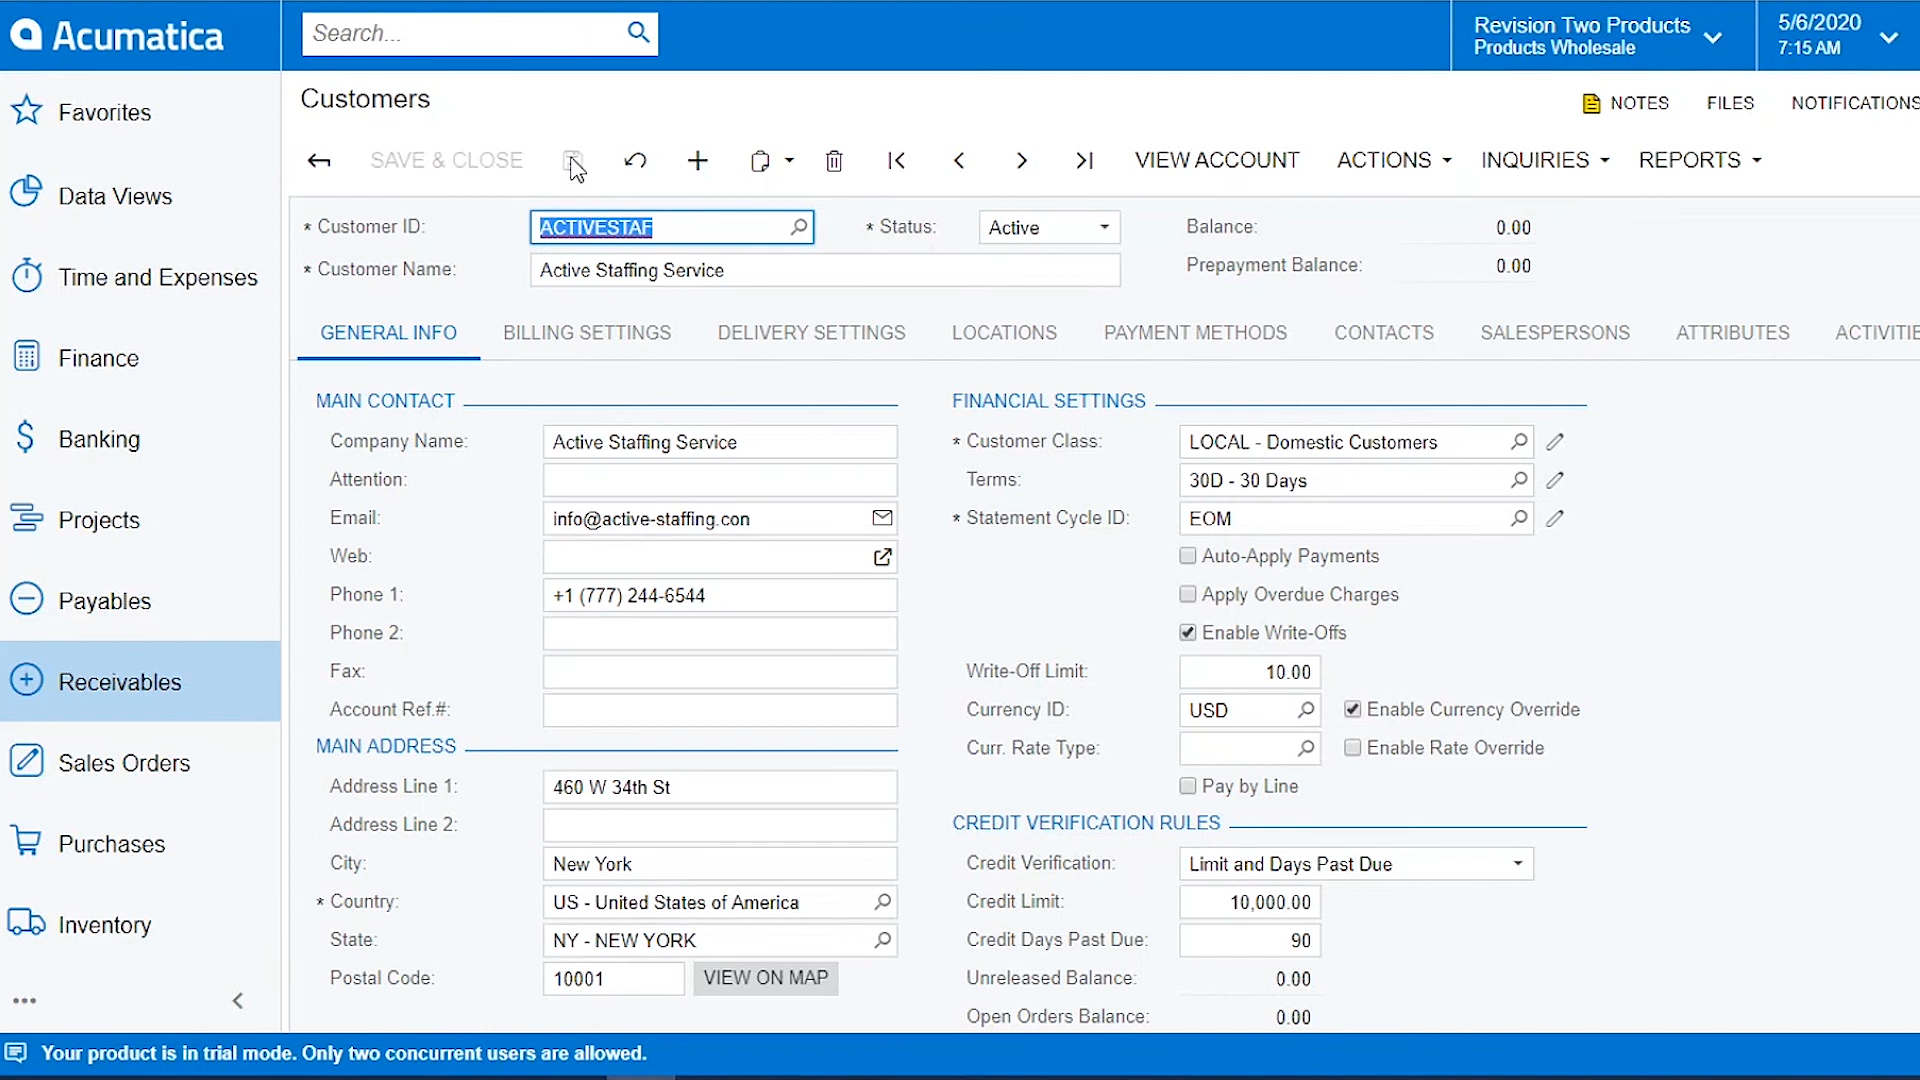 Acumatica
Search...
Revision Two Products
Products Wholesale
5/6/2020
7:15 AM
Favorites
Data Views
Time and Expenses
Finance
Banking
Projects
Payables
Receivables
Sales Orders
Purchases
Inventory
Customers
NOTES FILES NOTIFICATIONS
SAVE & CLOSE VIEW ACCOUNT ACTIONS INQUIRIES REPORTS
* Customer ID: ACTIVESTAF * Status: Active Balance: 0.00
* Customer Name: Active Staffing Service Prepayment Balance: 0.00
GENERAL INFO BILLING SETTINGS DELIVERY SETTINGS LOCATIONS PAYMENT METHODS CONTACTS SALESPERSONS ATTRIBUTES ACTIVITIE
MAIN CONTACT
Company Name: Active Staffing Service
Attention:
Email: info@active-staffing.con
Web:
Phone 1: +1 (777) 244-6544
Phone 2:
Fax:
Account Ref.#:
MAIN ADDRESS
Address Line 1: 460 W 34th St
Address Line 2:
City: New York
* Country: US - United States of America
State: NY - NEW YORK
Postal Code: 10001 VIEW ON MAP
FINANCIAL SETTINGS
* Customer Class: LOCAL - Domestic Customers
Terms: 30D - 30 Days
* Statement Cycle ID: EOM
Auto-Apply Payments
Apply Overdue Charges
Enable Write-Offs
Write-Off Limit: 10.00
Currency ID: USD Enable Currency Override
Curr. Rate Type: Enable Rate Override
Pay by Line
CREDIT VERIFICATION RULES
Credit Verification: Limit and Days Past Due
Credit Limit: 10,000.00
Credit Days Past Due: 90
Unreleased Balance: 0.00
Open Orders Balance: 0.00
Your product is in trial mode. Only two concurrent users are allowed.